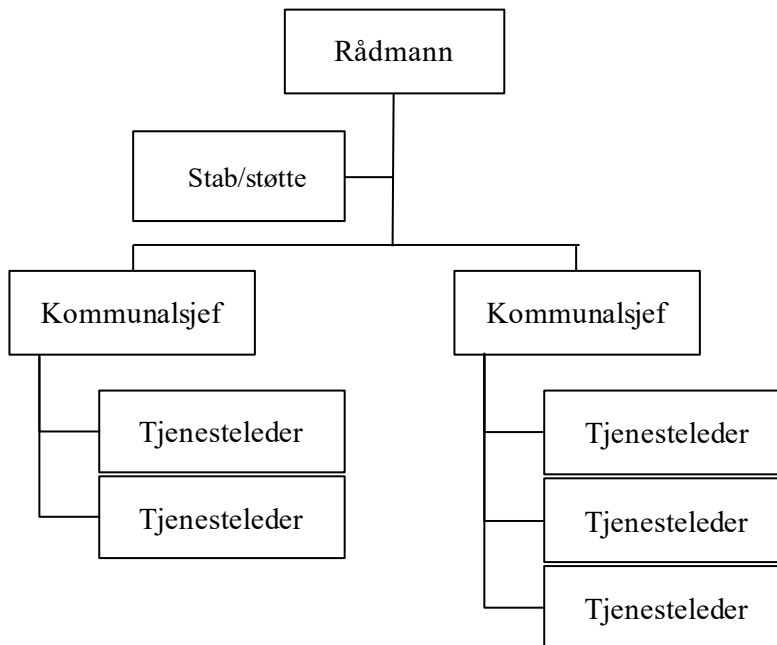 Rådmann
Stab/støtte
Kommunalsjef
Tjenesteleder
Tjenesteleder
Kommunalsjef
Tjenesteleder
Tjenesteleder
Tjenesteleder